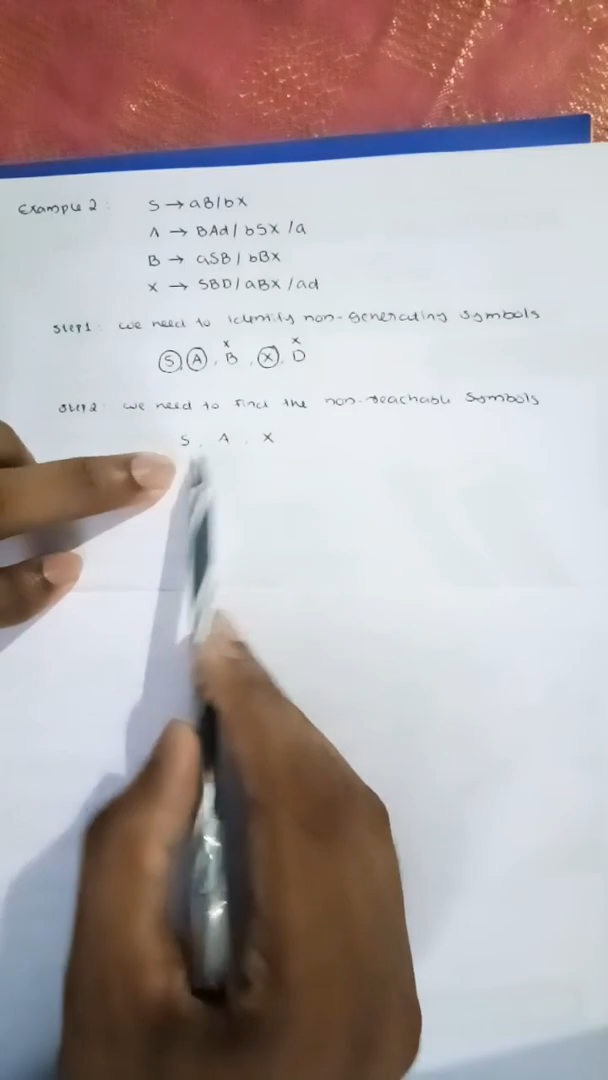 Example 2: S → aB/bX
A → BAd/bSX/a
B → aSB/bBX
X → SBD/aBX/ad
Step1: We need to identify non-generating symbols
S, A, B, X, D
x x
Step2: We need to find the non-reachable symbols
S, A, X